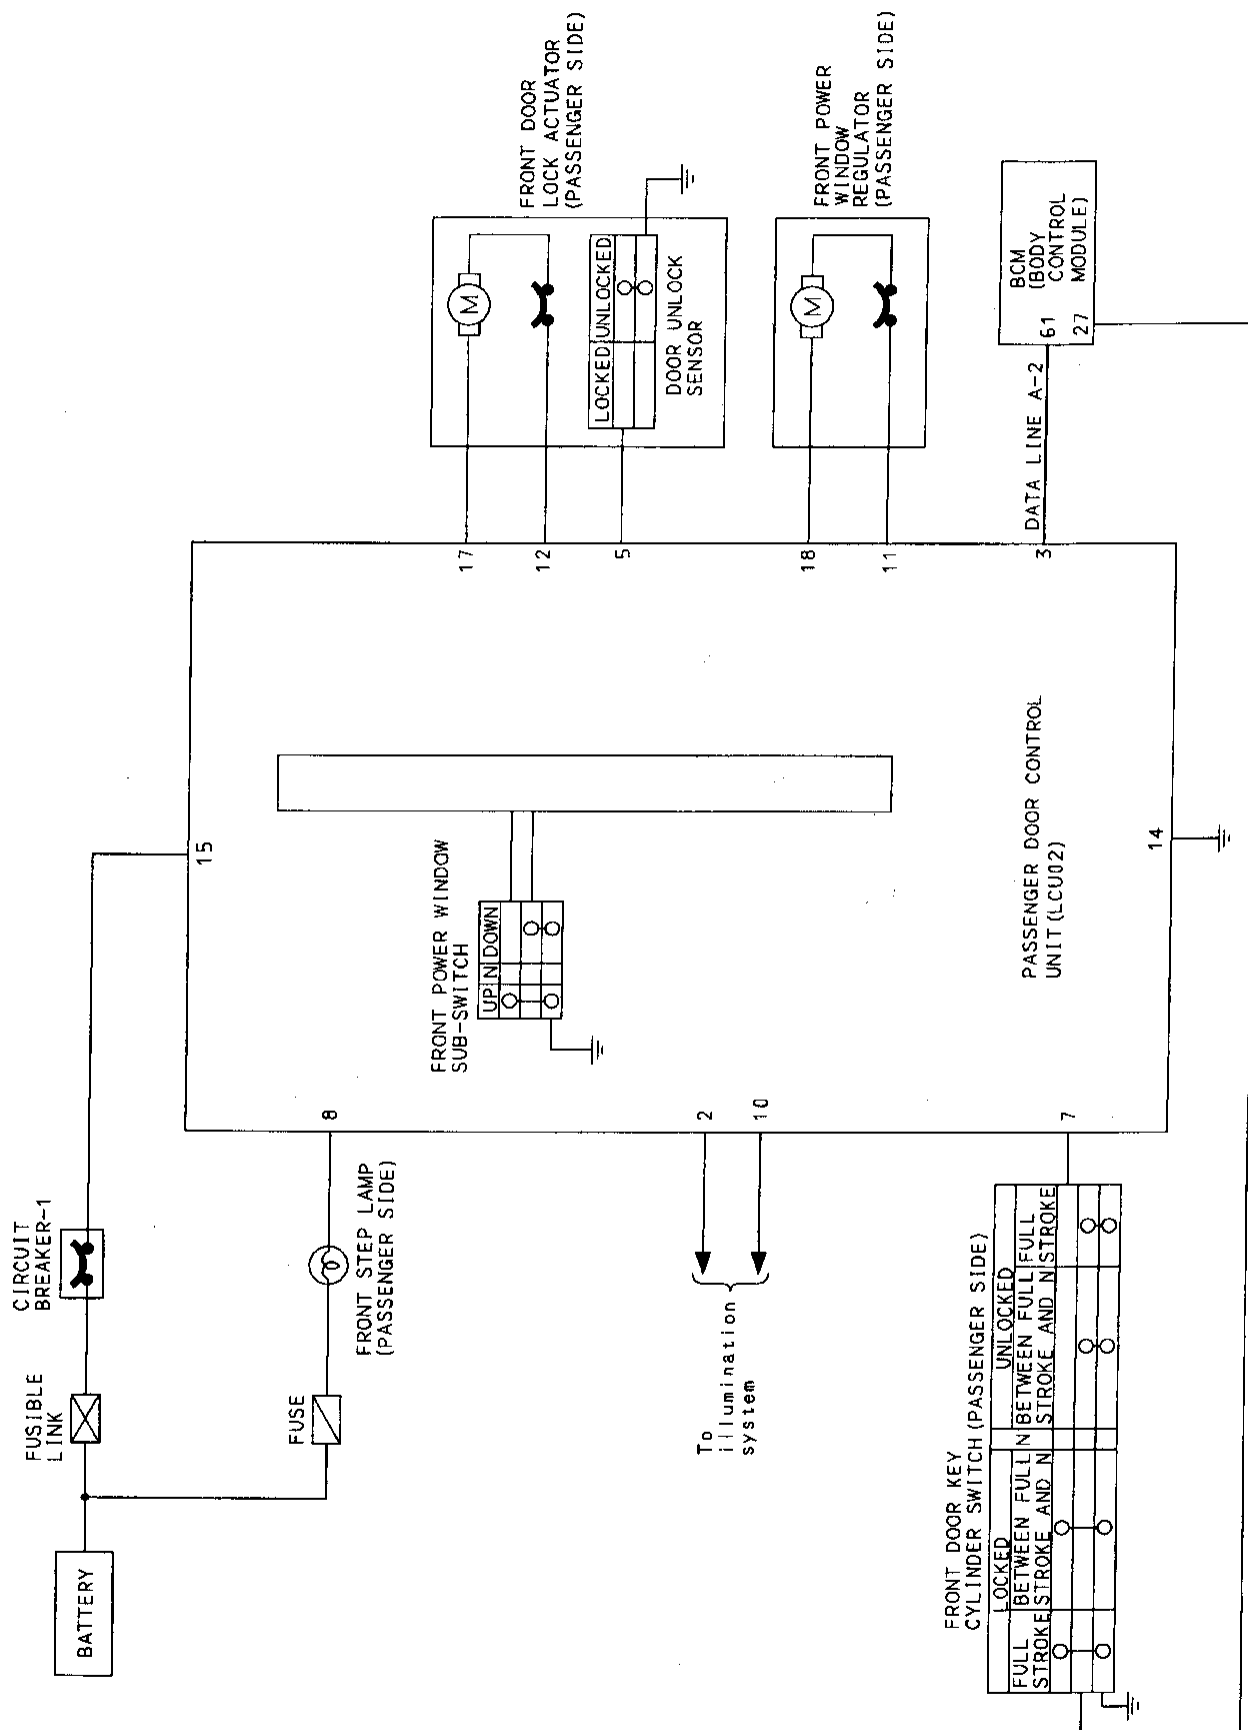 BATTERY
FUSIBLE
LINK
CIRCUIT
BREAKER-1
FUSE
FRONT STEP LAMP
(PASSENGER SIDE)
15
8
2
10
7
To
illumination
system
FRONT DOOR KEY
CYLINDER SWITCH (PASSENGER SIDE)
LOCKED
UNLOCKED
FULL
STROKE
BETWEEN FULL
STROKE AND N
N
BETWEEN FULL
STROKE AND N
FULL
STROKE
FRONT POWER WINDOW
SUB-SWITCH
UP N DOWN
PASSENGER DOOR CONTROL
UNIT (LCU02)
14
17
12
5
18
11
3
FRONT DOOR
LOCK ACTUATOR
(PASSENGER SIDE)
M
LOCKED UNLOCKED
DOOR UNLOCK
SENSOR
FRONT POWER
WINDOW
REGULATOR
(PASSENGER SIDE)
M
DATA LINE A-2
61
27
BCM
(BODY
CONTROL
MODULE)